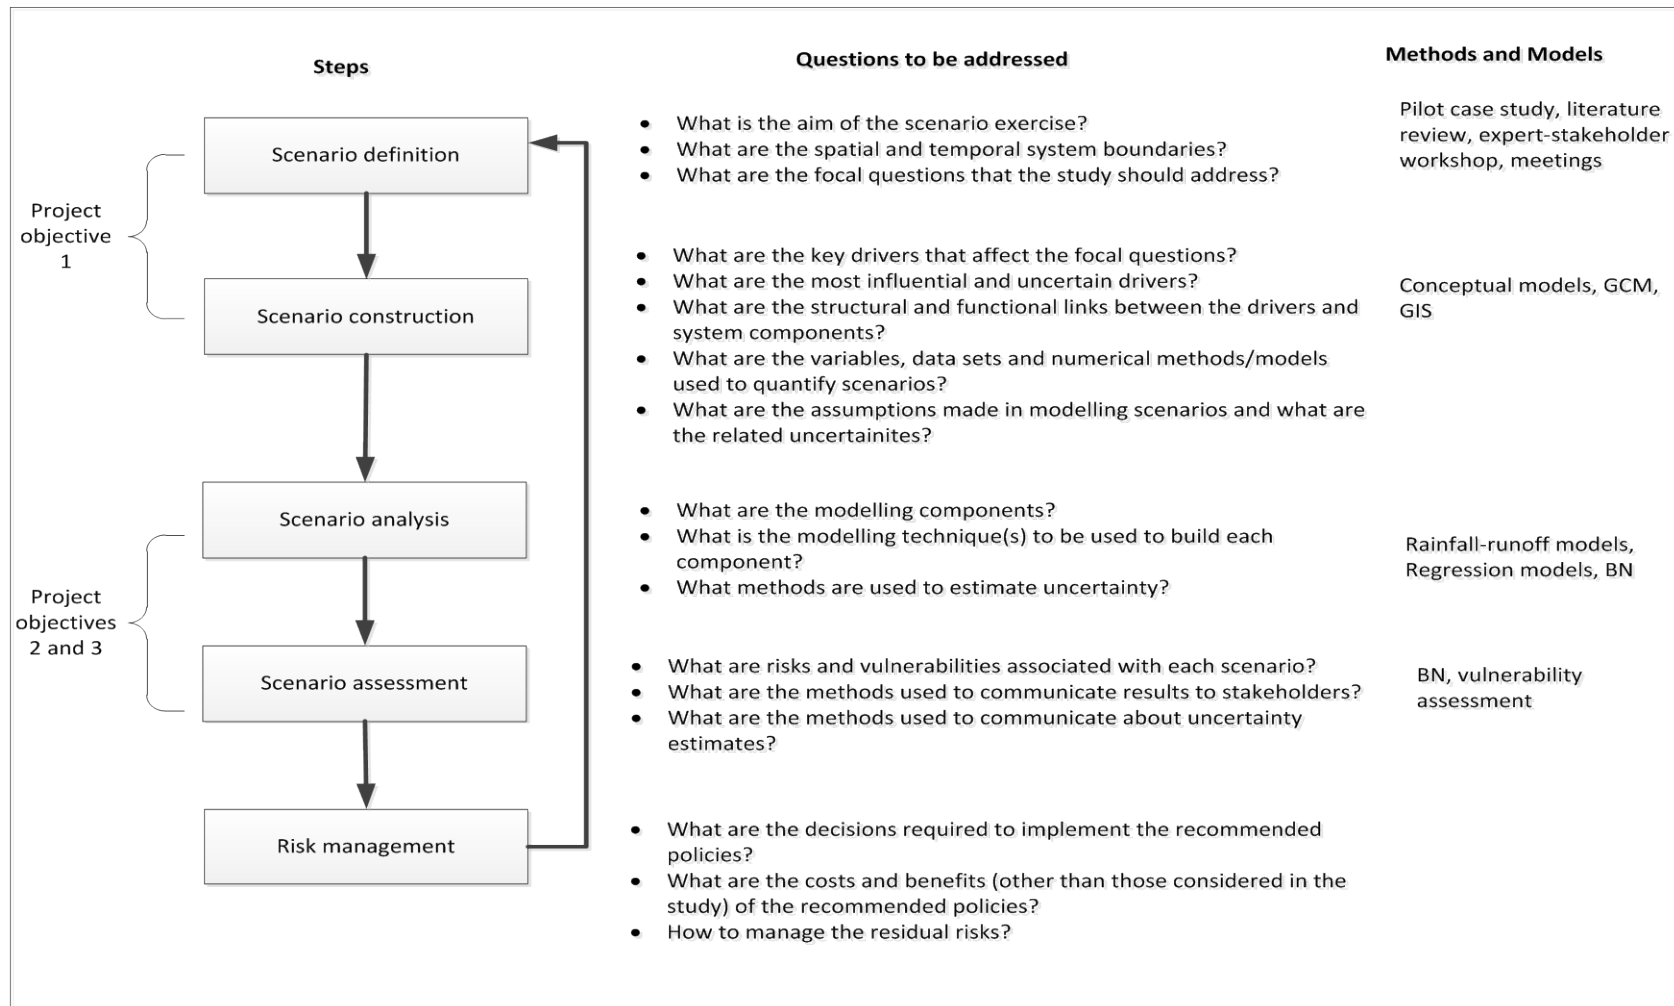 Steps
Questions to be addressed
Methods and Models
Scenario definition
• What is the aim of the scenario exercise?
• What are the spatial and temporal system boundaries?
• What are the focal questions that the study should address?
Pilot case study, literature
review, expert-stakeholder
workshop, meetings
Project
objective
1
Scenario construction
• What are the key drivers that affect the focal questions?
• What are the most influential and uncertain drivers?
• What are the structural and functional links between the drivers and
system components?
• What are the variables, data sets and numerical methods/models
used to quantify scenarios?
• What are the assumptions made in modelling scenarios and what are
the related uncertainites?
Conceptual models, GCM,
GIS
Scenario analysis
• What are the modelling components?
• What is the modelling technique(s) to be used to build each
component?
• What methods are used to estimate uncertainty?
Rainfall-runoff models,
Regression models, BN
Project
objectives
2 and 3
Scenario assessment
• What are risks and vulnerabilities associated with each scenario?
• What are the methods used to communicate results to stakeholders?
• What are the methods used to communicate about uncertainty
estimates?
BN, vulnerability
assessment
Risk management
• What are the decisions required to implement the recommended
policies?
• What are the costs and benefits (other than those considered in the
study) of the recommended policies?
• How to manage the residual risks?